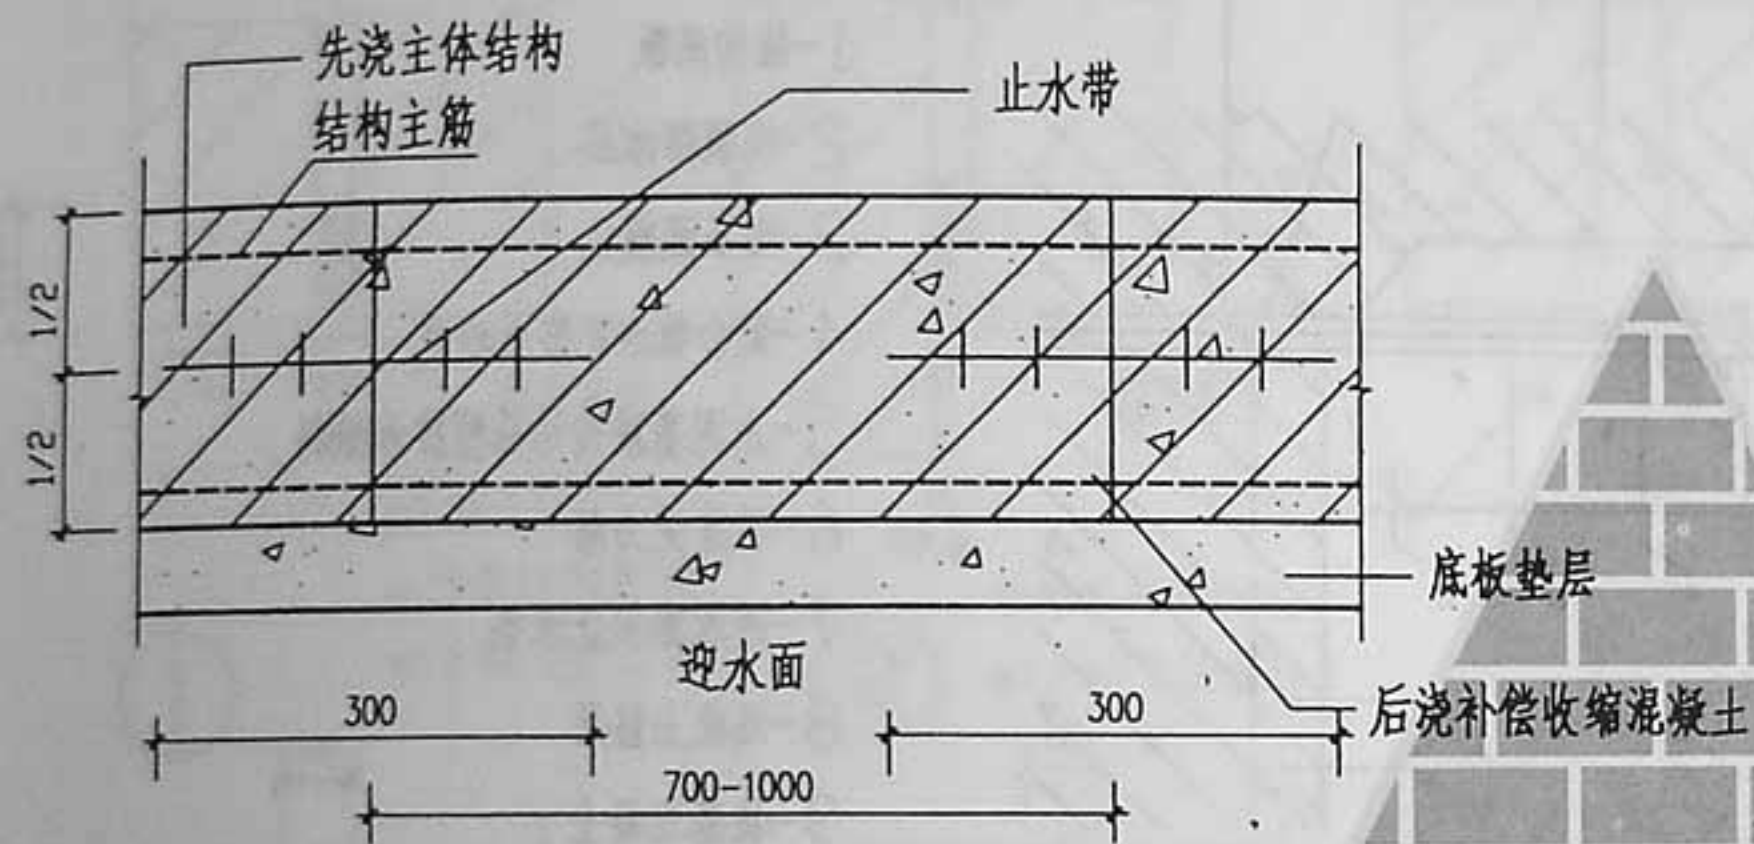 先浇主体结构
结构主筋
止水带
1/2
1/2
底板垫层
迎水面
后浇补偿收缩混凝土
300
300
700-1000